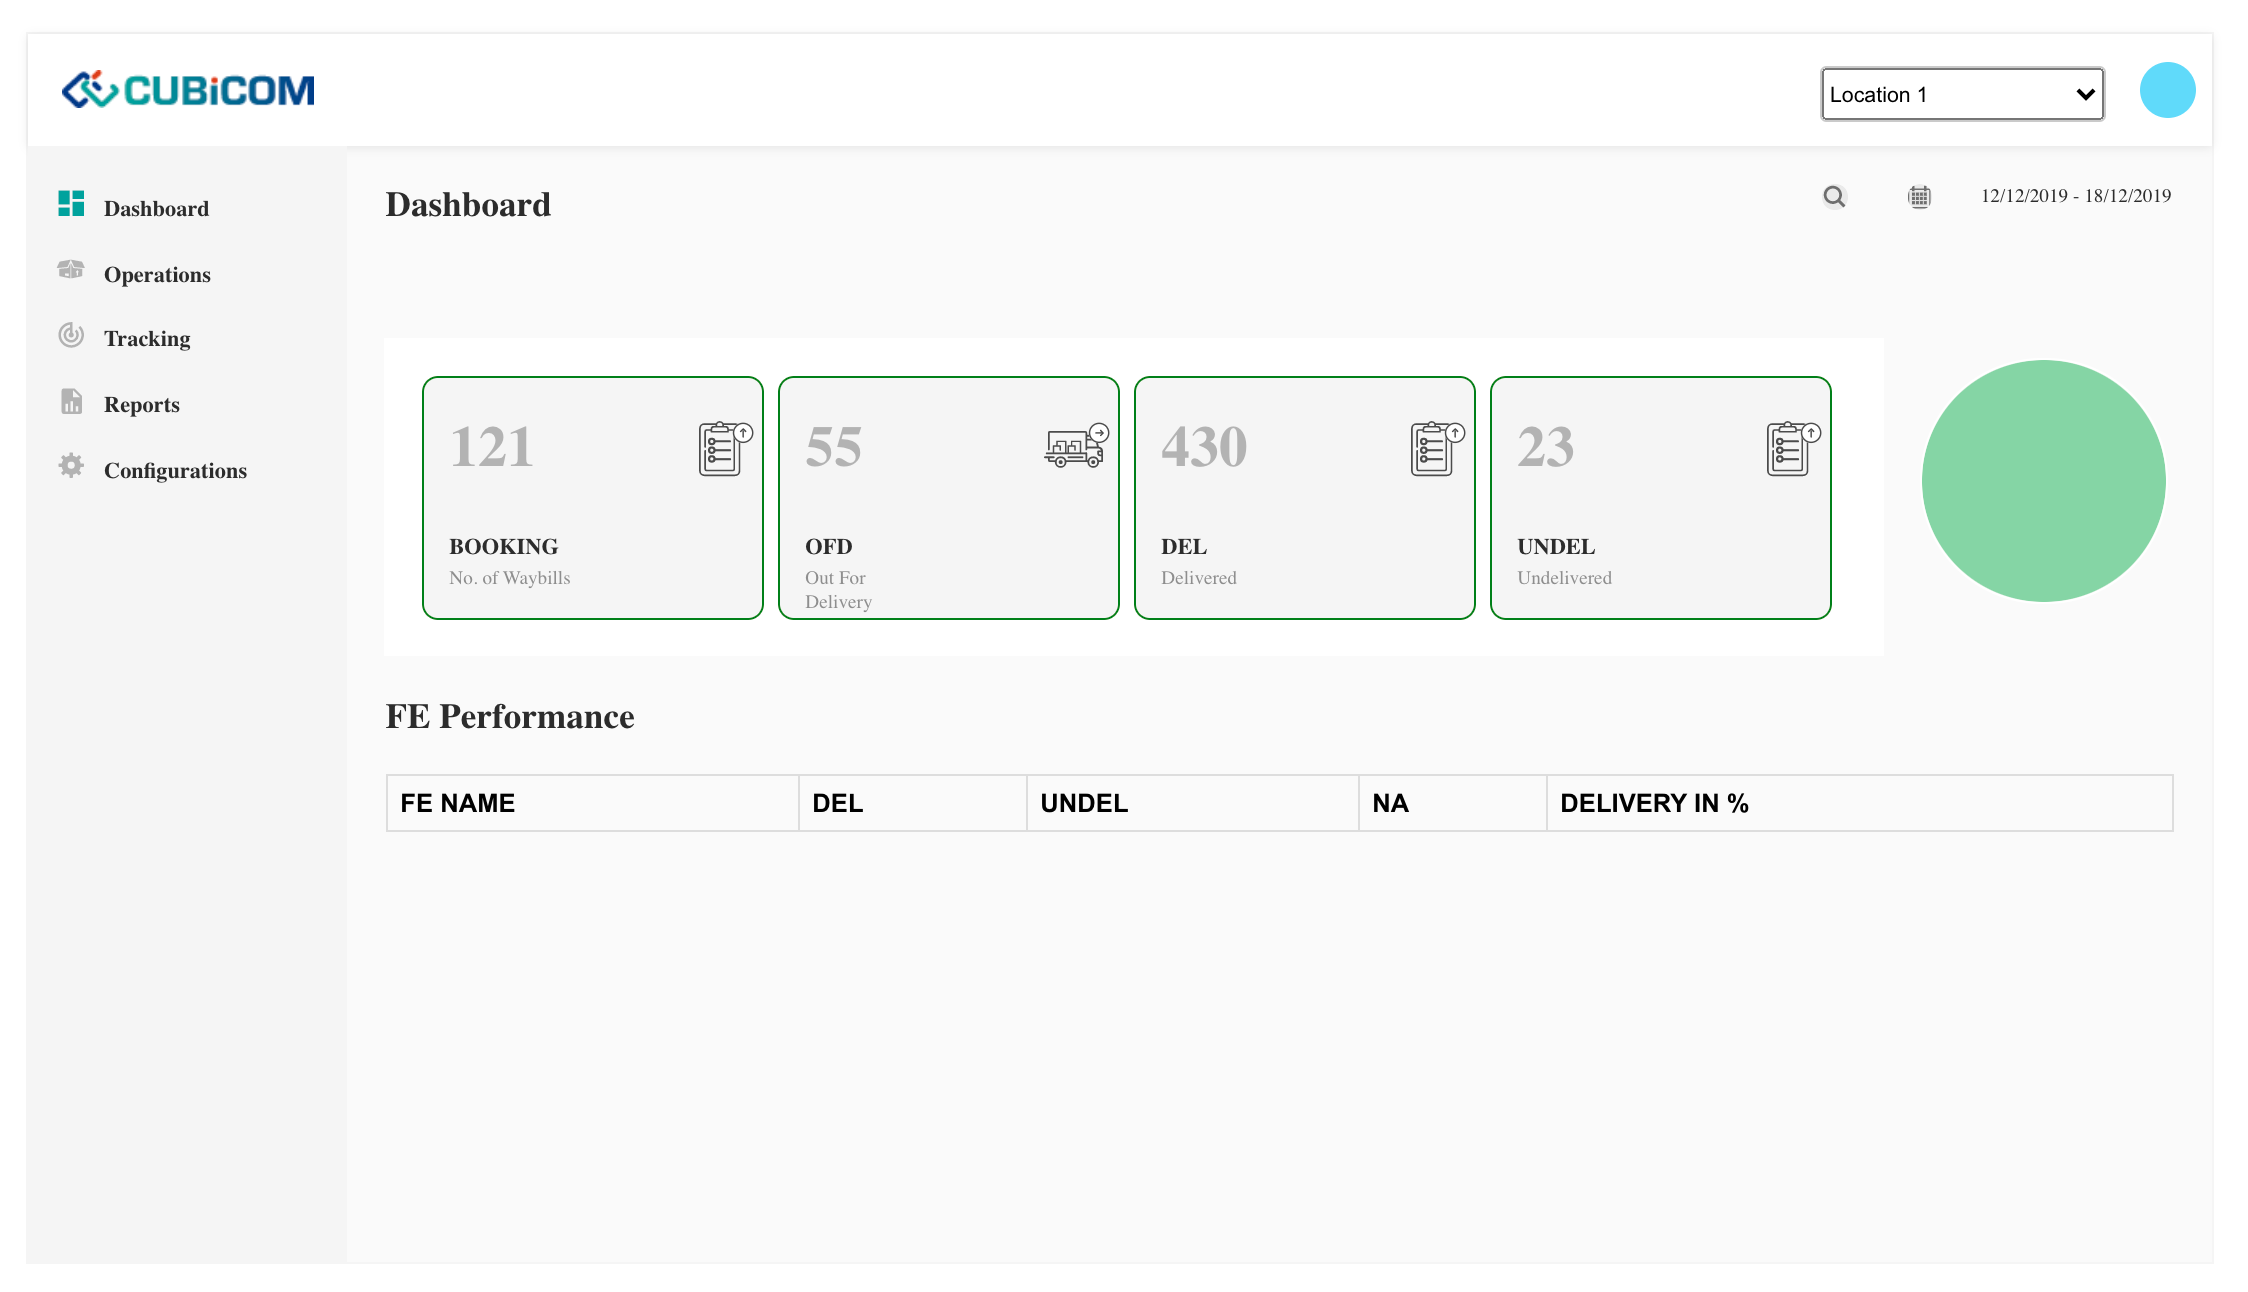 CUBiCOM
Location 1
Dashboard
Operations
Tracking
Reports
Configurations
Dashboard
12/12/2019 - 18/12/2019
121
BOOKING
No. of Waybills
55
OFD
Out For
Delivery
430
DEL
Delivered
23
UNDEL
Undelivered
FE Performance
FE NAME DEL UNDEL NA DELIVERY IN %